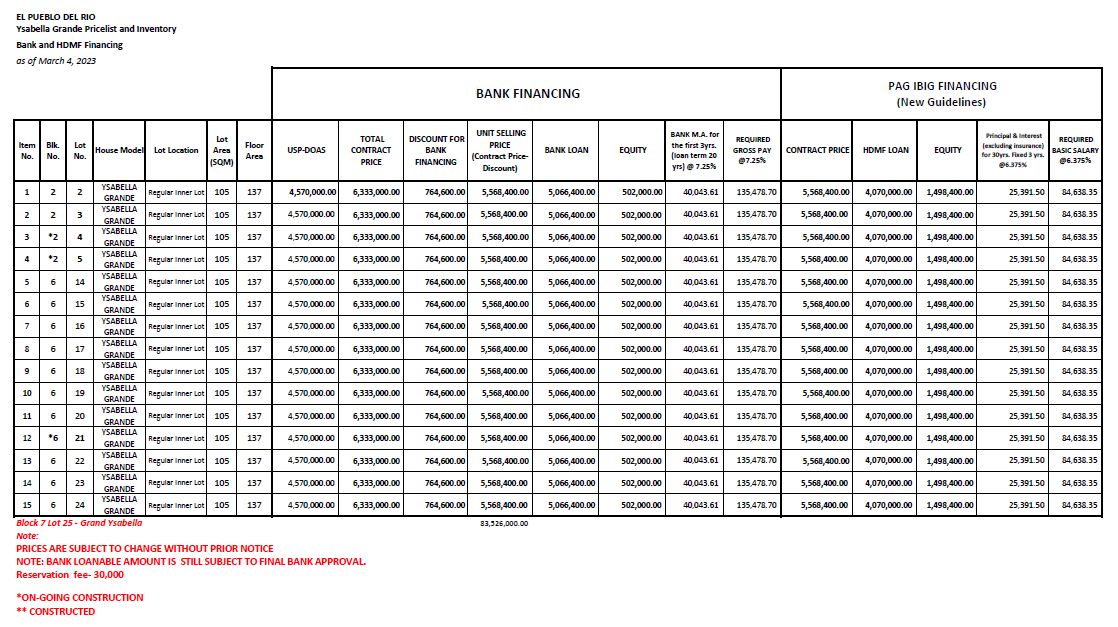 EL PUEBLO DEL RIO
Ysabella Grande Pricelist and Inventory
Bank and HDMF Financing
as of March 4, 2023
BANK FINANCING PAG IBIG FINANCING (New Guidelines)
Item No. Blk. No. Lot No. House Model Lot Location Lot Area (SQM) Floor Area USP-DOAS TOTAL CONTRACT PRICE DISCOUNT FOR BANK FINANCING UNIT SELLING PRICE (Contract Price-Discount) BANK LOAN EQUITY BANK M.A. for the first 3yrs. (loan term 20 yrs) @ 7.25% REQUIRED GROSS PAY @7.25% CONTRACT PRICE HDMF LOAN EQUITY Principal & Interest (excluding insurance) for 30yrs. Fixed 3 yrs. @6.375% REQUIRED BASIC SALARY @6.375%
1 2 2 YSABELLA GRANDE Regular Inner Lot 105 137 4,570,000.00 6,333,000.00 764,600.00 5,568,400.00 5,066,400.00 502,000.00 40,043.61 135,478.70 5,568,400.00 4,070,000.00 1,498,400.00 25,391.50 84,638.35
2 2 3 YSABELLA GRANDE Regular Inner Lot 105 137 4,570,000.00 6,333,000.00 764,600.00 5,568,400.00 5,066,400.00 502,000.00 40,043.61 135,478.70 5,568,400.00 4,070,000.00 1,498,400.00 25,391.50 84,638.35
3 *2 4 YSABELLA GRANDE Regular Inner Lot 105 137 4,570,000.00 6,333,000.00 764,600.00 5,568,400.00 5,066,400.00 502,000.00 40,043.61 135,478.70 5,568,400.00 4,070,000.00 1,498,400.00 25,391.50 84,638.35
4 *2 5 YSABELLA GRANDE Regular Inner Lot 105 137 4,570,000.00 6,333,000.00 764,600.00 5,568,400.00 5,066,400.00 502,000.00 40,043.61 135,478.70 5,568,400.00 4,070,000.00 1,498,400.00 25,391.50 84,638.35
5 6 14 YSABELLA GRANDE Regular Inner Lot 105 137 4,570,000.00 6,333,000.00 764,600.00 5,568,400.00 5,066,400.00 502,000.00 40,043.61 135,478.70 5,568,400.00 4,070,000.00 1,498,400.00 25,391.50 84,638.35
6 6 15 YSABELLA GRANDE Regular Inner Lot 105 137 4,570,000.00 6,333,000.00 764,600.00 5,568,400.00 5,066,400.00 502,000.00 40,043.61 135,478.70 5,568,400.00 4,070,000.00 1,498,400.00 25,391.50 84,638.35
7 6 16 YSABELLA GRANDE Regular Inner Lot 105 137 4,570,000.00 6,333,000.00 764,600.00 5,568,400.00 5,066,400.00 502,000.00 40,043.61 135,478.70 5,568,400.00 4,070,000.00 1,498,400.00 25,391.50 84,638.35
8 6 17 YSABELLA GRANDE Regular Inner Lot 105 137 4,570,000.00 6,333,000.00 764,600.00 5,568,400.00 5,066,400.00 502,000.00 40,043.61 135,478.70 5,568,400.00 4,070,000.00 1,498,400.00 25,391.50 84,638.35
9 6 18 YSABELLA GRANDE Regular Inner Lot 105 137 4,570,000.00 6,333,000.00 764,600.00 5,568,400.00 5,066,400.00 502,000.00 40,043.61 135,478.70 5,568,400.00 4,070,000.00 1,498,400.00 25,391.50 84,638.35
10 6 19 YSABELLA GRANDE Regular Inner Lot 105 137 4,570,000.00 6,333,000.00 764,600.00 5,568,400.00 5,066,400.00 502,000.00 40,043.61 135,478.70 5,568,400.00 4,070,000.00 1,498,400.00 25,391.50 84,638.35
11 6 20 YSABELLA GRANDE Regular Inner Lot 105 137 4,570,000.00 6,333,000.00 764,600.00 5,568,400.00 5,066,400.00 502,000.00 40,043.61 135,478.70 5,568,400.00 4,070,000.00 1,498,400.00 25,391.50 84,638.35
12 *6 21 YSABELLA GRANDE Regular Inner Lot 105 137 4,570,000.00 6,333,000.00 764,600.00 5,568,400.00 5,066,400.00 502,000.00 40,043.61 135,478.70 5,568,400.00 4,070,000.00 1,498,400.00 25,391.50 84,638.35
13 6 22 YSABELLA GRANDE Regular Inner Lot 105 137 4,570,000.00 6,333,000.00 764,600.00 5,568,400.00 5,066,400.00 502,000.00 40,043.61 135,478.70 5,568,400.00 4,070,000.00 1,498,400.00 25,391.50 84,638.35
14 6 23 YSABELLA GRANDE Regular Inner Lot 105 137 4,570,000.00 6,333,000.00 764,600.00 5,568,400.00 5,066,400.00 502,000.00 40,043.61 135,478.70 5,568,400.00 4,070,000.00 1,498,400.00 25,391.50 84,638.35
15 6 24 YSABELLA GRANDE Regular Inner Lot 105 137 4,570,000.00 6,333,000.00 764,600.00 5,568,400.00 5,066,400.00 502,000.00 40,043.61 135,478.70 5,568,400.00 4,070,000.00 1,498,400.00 25,391.50 84,638.35
Block 7 Lot 25 - Grand Ysabella 83,526,000.00
Note:
PRICES ARE SUBJECT TO CHANGE WITHOUT PRIOR NOTICE
NOTE: BANK LOANABLE AMOUNT IS STILL SUBJECT TO FINAL BANK APPROVAL.
Reservation fee- 30,000
*ON-GOING CONSTRUCTION
** CONSTRUCTED